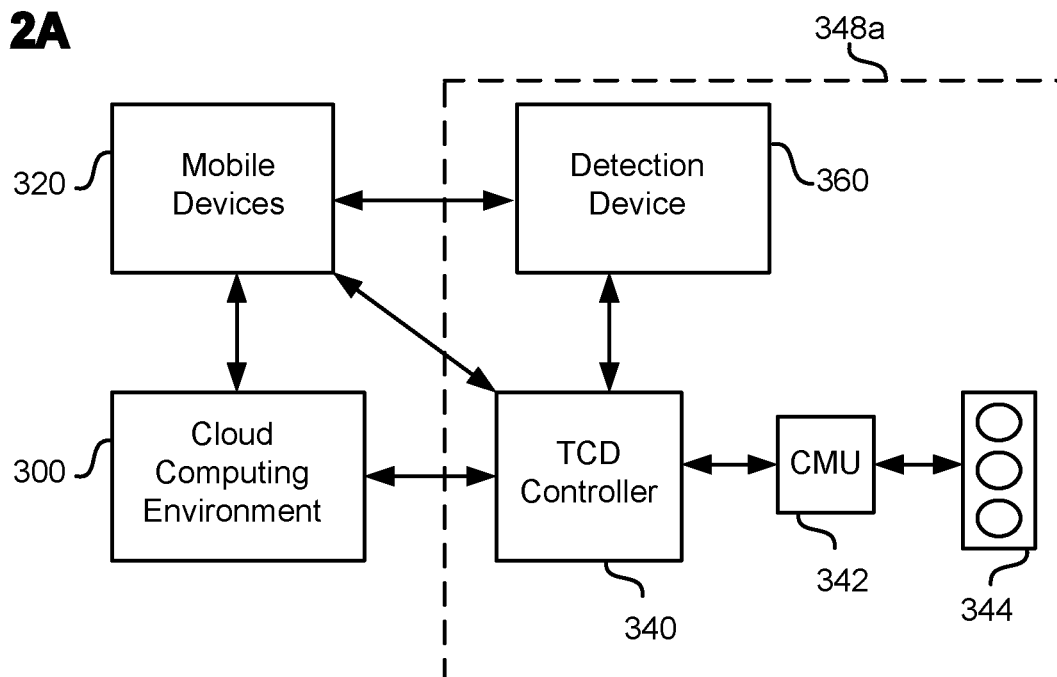 2A
348a
Mobile
Devices
320
Detection
Device
360
Cloud
Computing
Environment
300
TCD
Controller
340
CMU
342
344